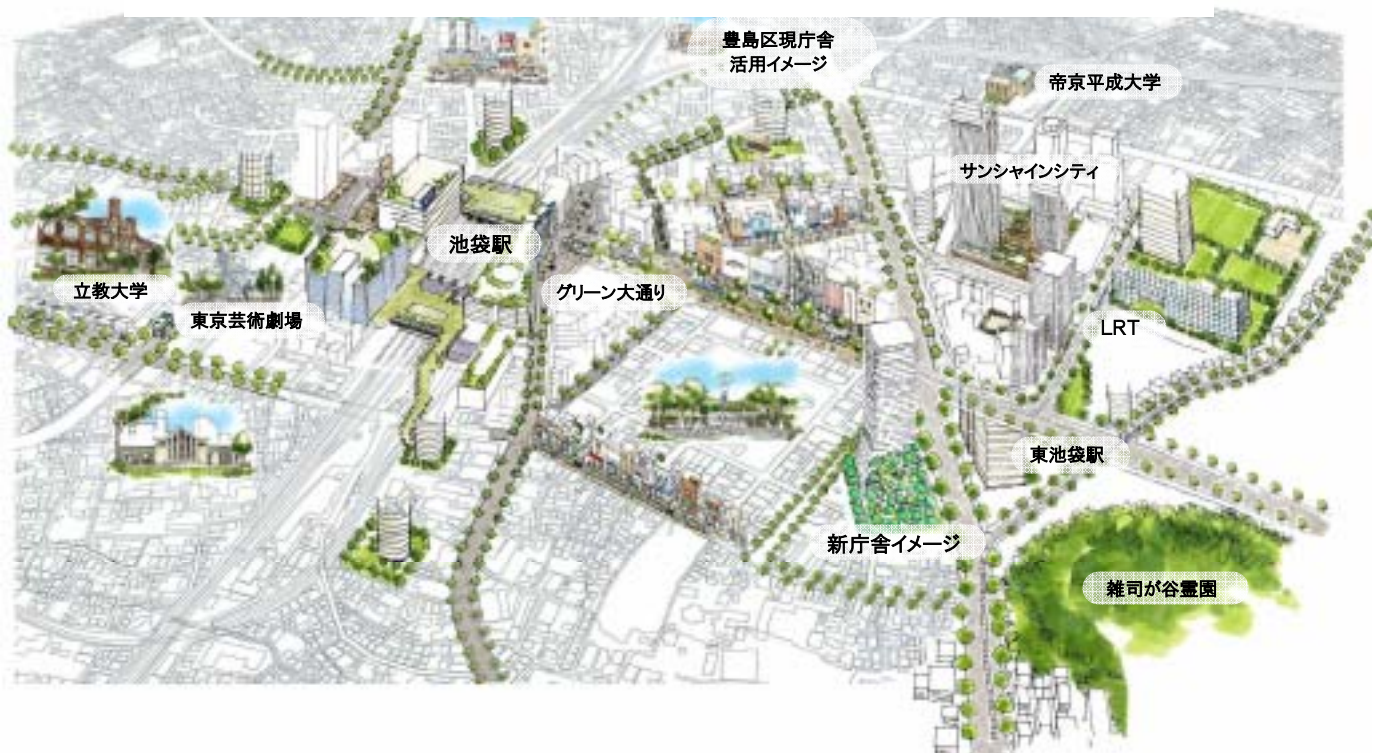 豊島区現庁舎
活用イメージ
帝京平成大学
サンシャインシティ
池袋駅
立教大学
グリーン大通り
東京芸術劇場
LRT
東池袋駅
新庁舎イメージ
雑司が谷霊園